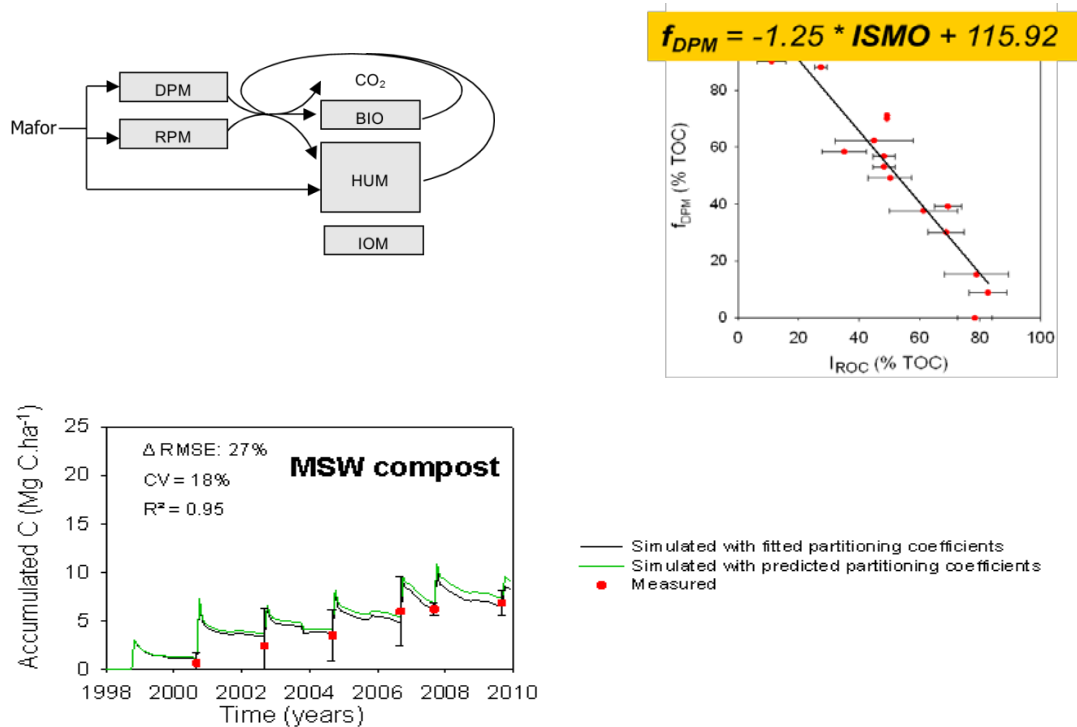 CO₂
DPM
BIO
Mafor
RPM
HUM
IOM
f_DPM = -1.25 * ISMO + 115.92
f_DPM (% TOC)
80
60
40
20
0
0 20 40 60 80 100
I_ROC (% TOC)
Accumulated C (Mg C.ha⁻¹)
25
20
15
10
5
0
Δ RMSE: 27%
CV = 18%
R² = 0.95
MSW compost
1998 2000 2002 2004 2006 2008 2010
Time (years)
Simulated with fitted partitioning coefficients
Simulated with predicted partitioning coefficients
Measured